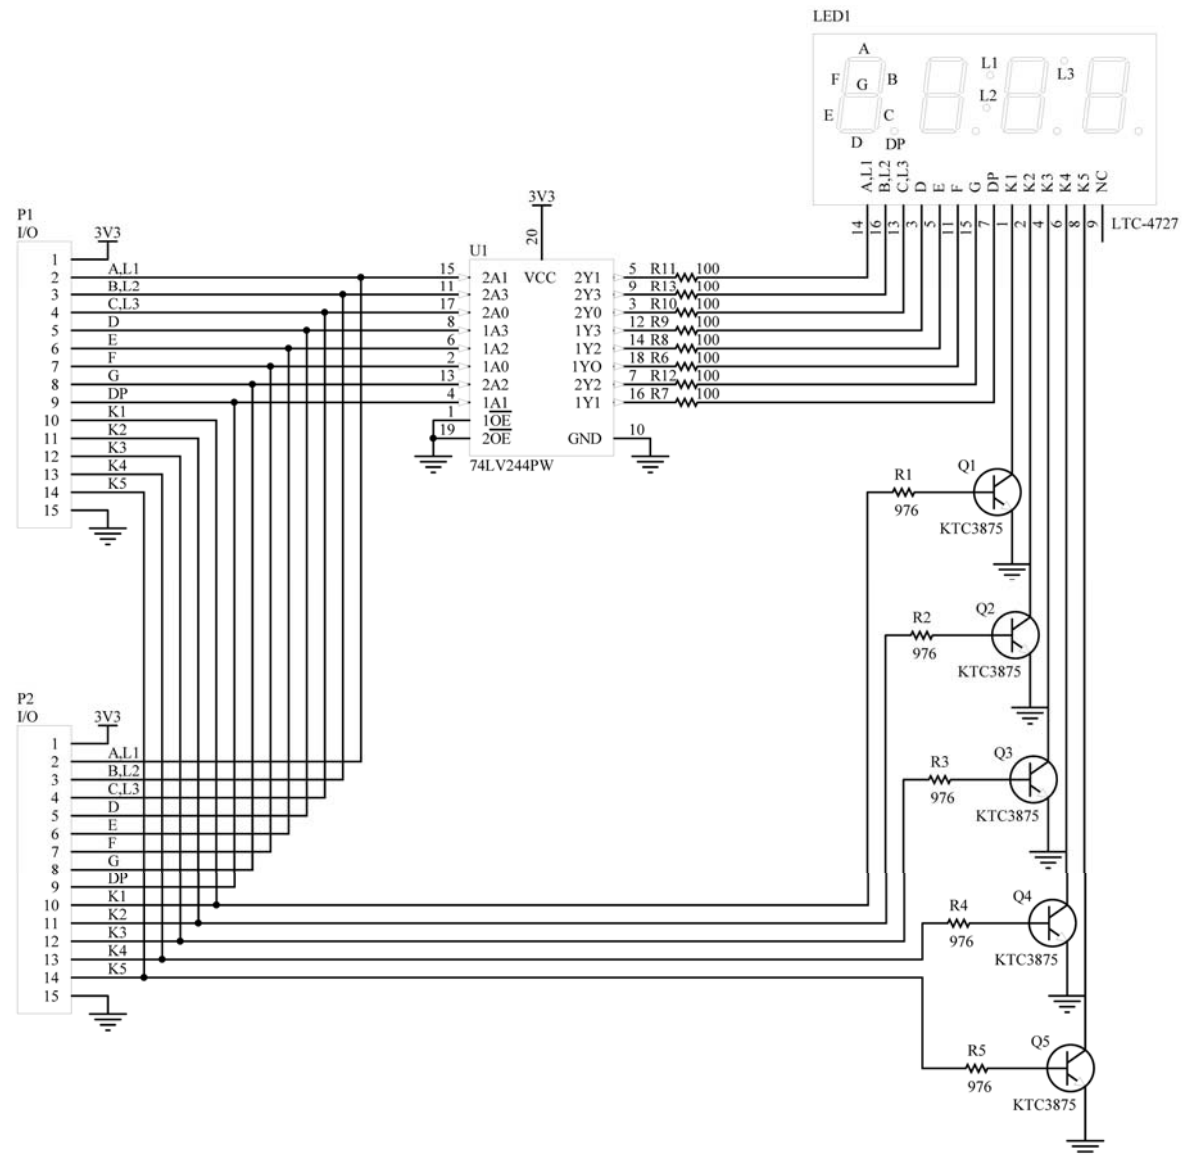 LED1
A
F
G
B
E
C
D
DP
L1
L2
L3
A,L1
B,L2
C,L3
D
E
F
G
DP
K1
K2
K3
K4
K5
NC
14
16
13
3
5
11
15
7
1
2
4
6
8
9
LTC-4727
P1
I/O
3V3
1
2 A,L1
3 B,L2
4 C,L3
5 D
6 E
7 F
8 G
9 DP
10 K1
11 K2
12 K3
13 K4
14 K5
15
3V3
20
U1
VCC
15 2A1 2Y1 5 R11 100
11 2A3 2Y3 9 R13 100
17 2A0 2Y0 3 R10 100
8 1A3 1Y3 12 R9 100
6 1A2 1Y2 14 R8 100
2 1A0 1YO 18 R6 100
13 2A2 2Y2 7 R12 100
4 1A1 1Y1 16 R7 100
1 1OE
19 2OE GND 10
74LV244PW
R1
976
Q1
KTC3875
R2
976
Q2
KTC3875
R3
976
Q3
KTC3875
R4
976
Q4
KTC3875
R5
976
Q5
KTC3875
P2
I/O
3V3
1
2 A,L1
3 B,L2
4 C,L3
5 D
6 E
7 F
8 G
9 DP
10 K1
11 K2
12 K3
13 K4
14 K5
15